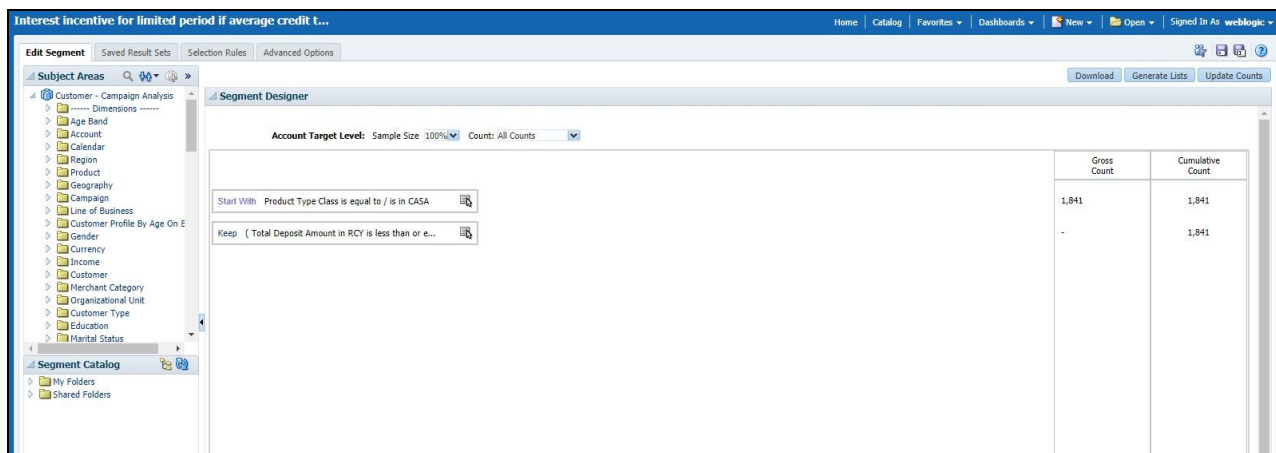 Interest incentive for limited period if average credit t...
Home Catalog Favorites Dashboards New Open Signed In As weblogic
Edit Segment Saved Result Sets Selection Rules Advanced Options
Subject Areas
Download Generate Lists Update Counts
Customer - Campaign Analysis
------ Dimensions ------
Age Band
Account
Calendar
Region
Product
Geography
Campaign
Line of Business
Customer Profile By Age On E
Gender
Currency
Income
Customer
Merchant Category
Organizational Unit
Customer Type
Education
Marital Status
Segment Catalog
My Folders
Shared Folders
Segment Designer
Account Target Level: Sample Size 100% Count: All Counts
Gross Count Cumulative Count
Start With Product Type Class is equal to / is in CASA 1,841 1,841
Keep ( Total Deposit Amount in RCY is less than or e... - 1,841